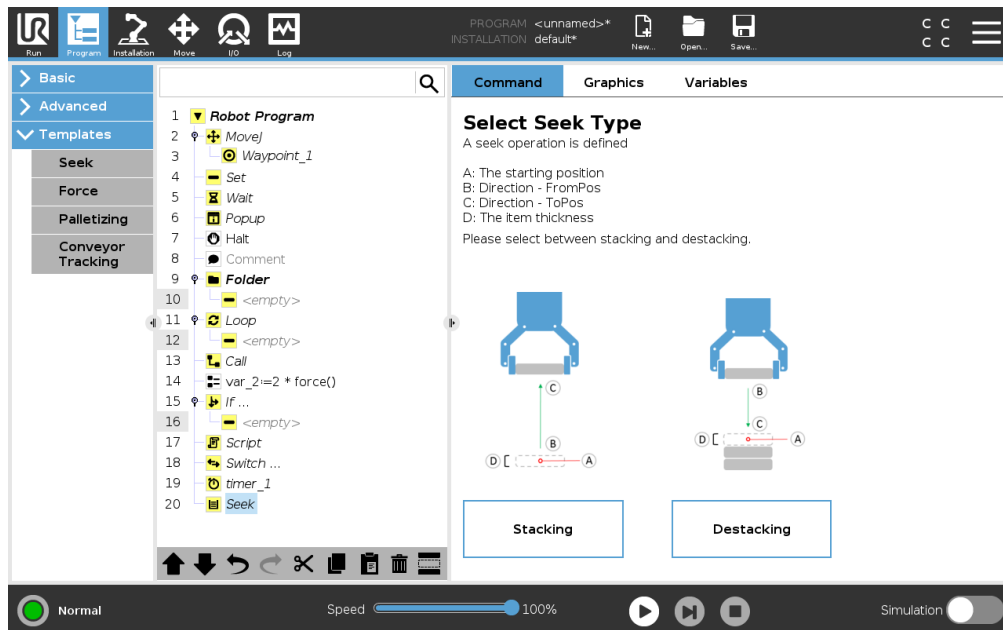 UR
Run
Program
Installation
Move
I/O
Log
PROGRAM <unnamed>*
INSTALLATION default*
New...
Open...
Save...
C C
C C
Basic
Advanced
Templates
Seek
Force
Palletizing
Conveyor
Tracking
1 Robot Program
2 MoveJ
3 Waypoint_1
4 Set
5 Wait
6 Popup
7 Halt
8 Comment
9 Folder
10 <empty>
11 Loop
12 <empty>
13 Call
14 var_2:=2 * force()
15 If ...
16 <empty>
17 Script
18 Switch ...
19 timer_1
20 Seek
Command
Graphics
Variables
Select Seek Type
A seek operation is defined
A: The starting position
B: Direction - FromPos
C: Direction - ToPos
D: The item thickness
Please select between stacking and destacking.
C
B
D
A
B
C
D
A
Stacking
Destacking
Normal
Speed
100%
Simulation